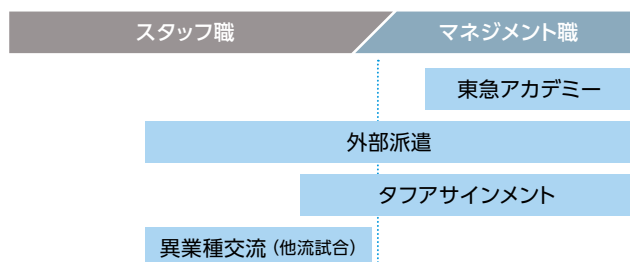 スタッフ職
マネジメント職
東急アカデミー
外部派遣
タフアサインメント
異業種交流（他流試合）